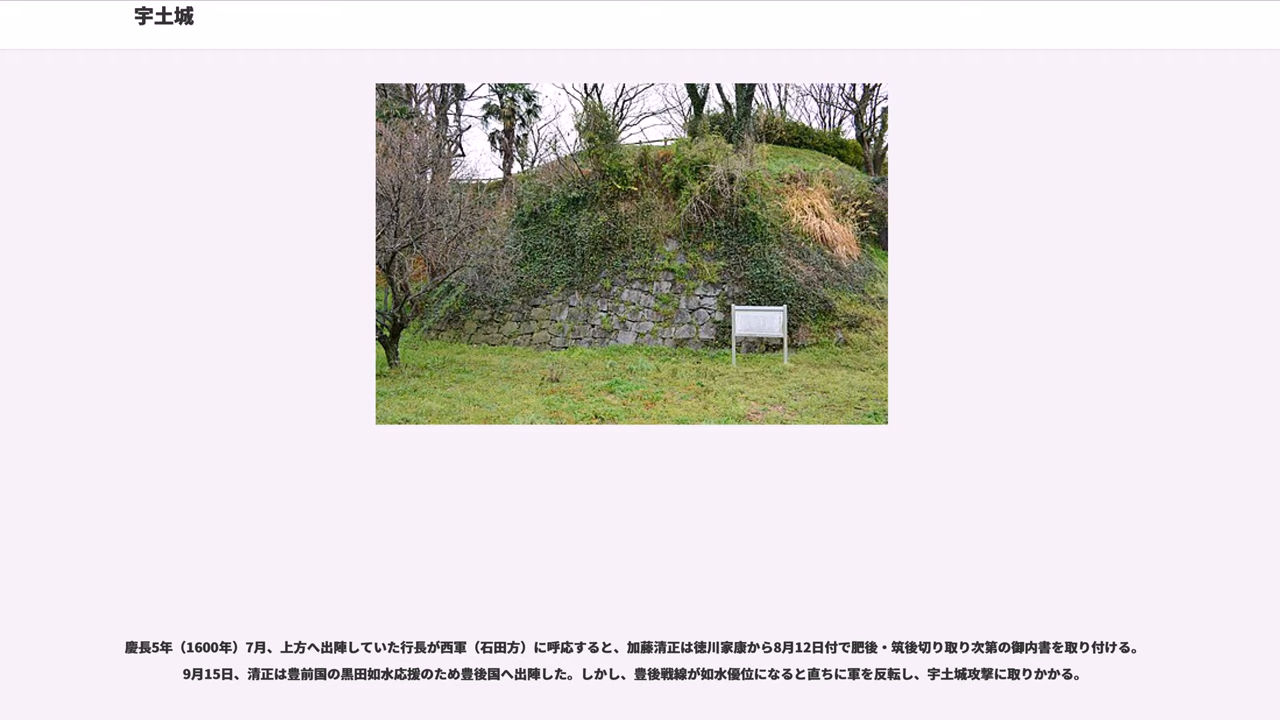 宇土城
慶長5年（1600年）7月、上方へ出陣していた行長が西軍（石田方）に呼応すると、加藤清正は徳川家康から8月12日付で肥後・筑後切り取り次第の御内書を取り付ける。
9月15日、清正は豊前国の黒田如水応援のため豊後国へ出陣した。しかし、豊後戦線が如水優位になると直ちに軍を反転し、宇土城攻撃に取りかかる。